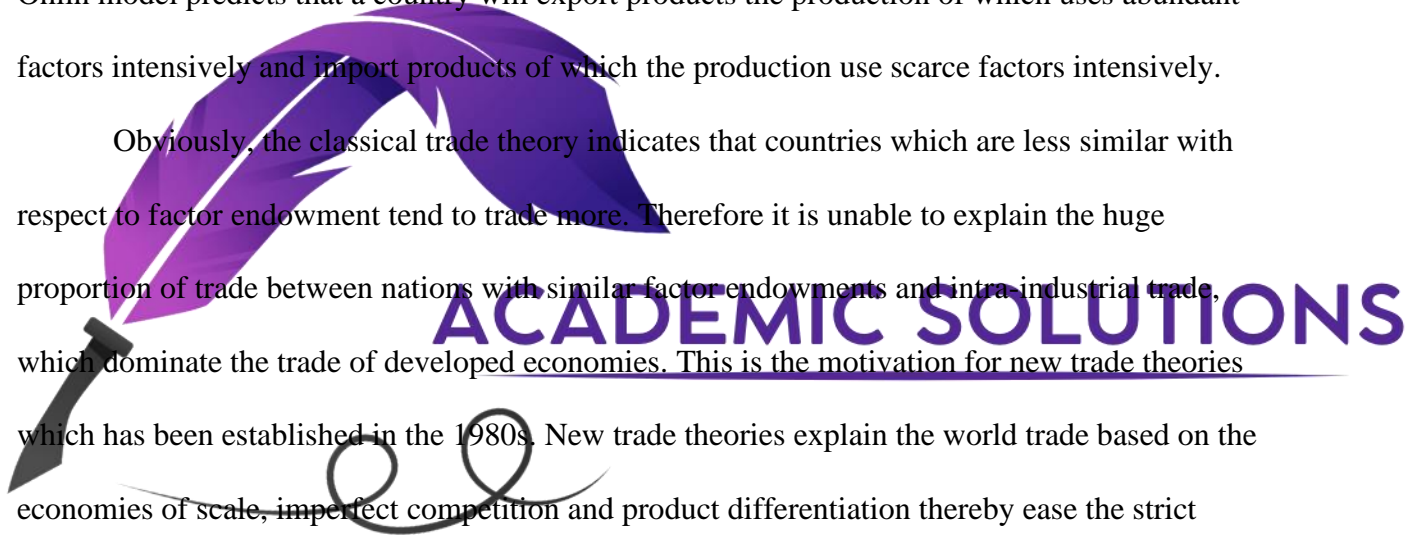 Ohlin model predicts that a country will export products the production of which uses abundant
factors intensively and import products of which the production use scarce factors intensively.
Obviously, the classical trade theory indicates that countries which are less similar with
respect to factor endowment tend to trade more. Therefore it is unable to explain the huge
proportion of trade between nations with similar factor endowments and intra-industrial trade,
ACADEMIC SOLUTIONS
which dominate the trade of developed economies. This is the motivation for new trade theories
which has been established in the 1980s. New trade theories explain the world trade based on the
economies of scale, imperfect competition and product differentiation thereby ease the strict